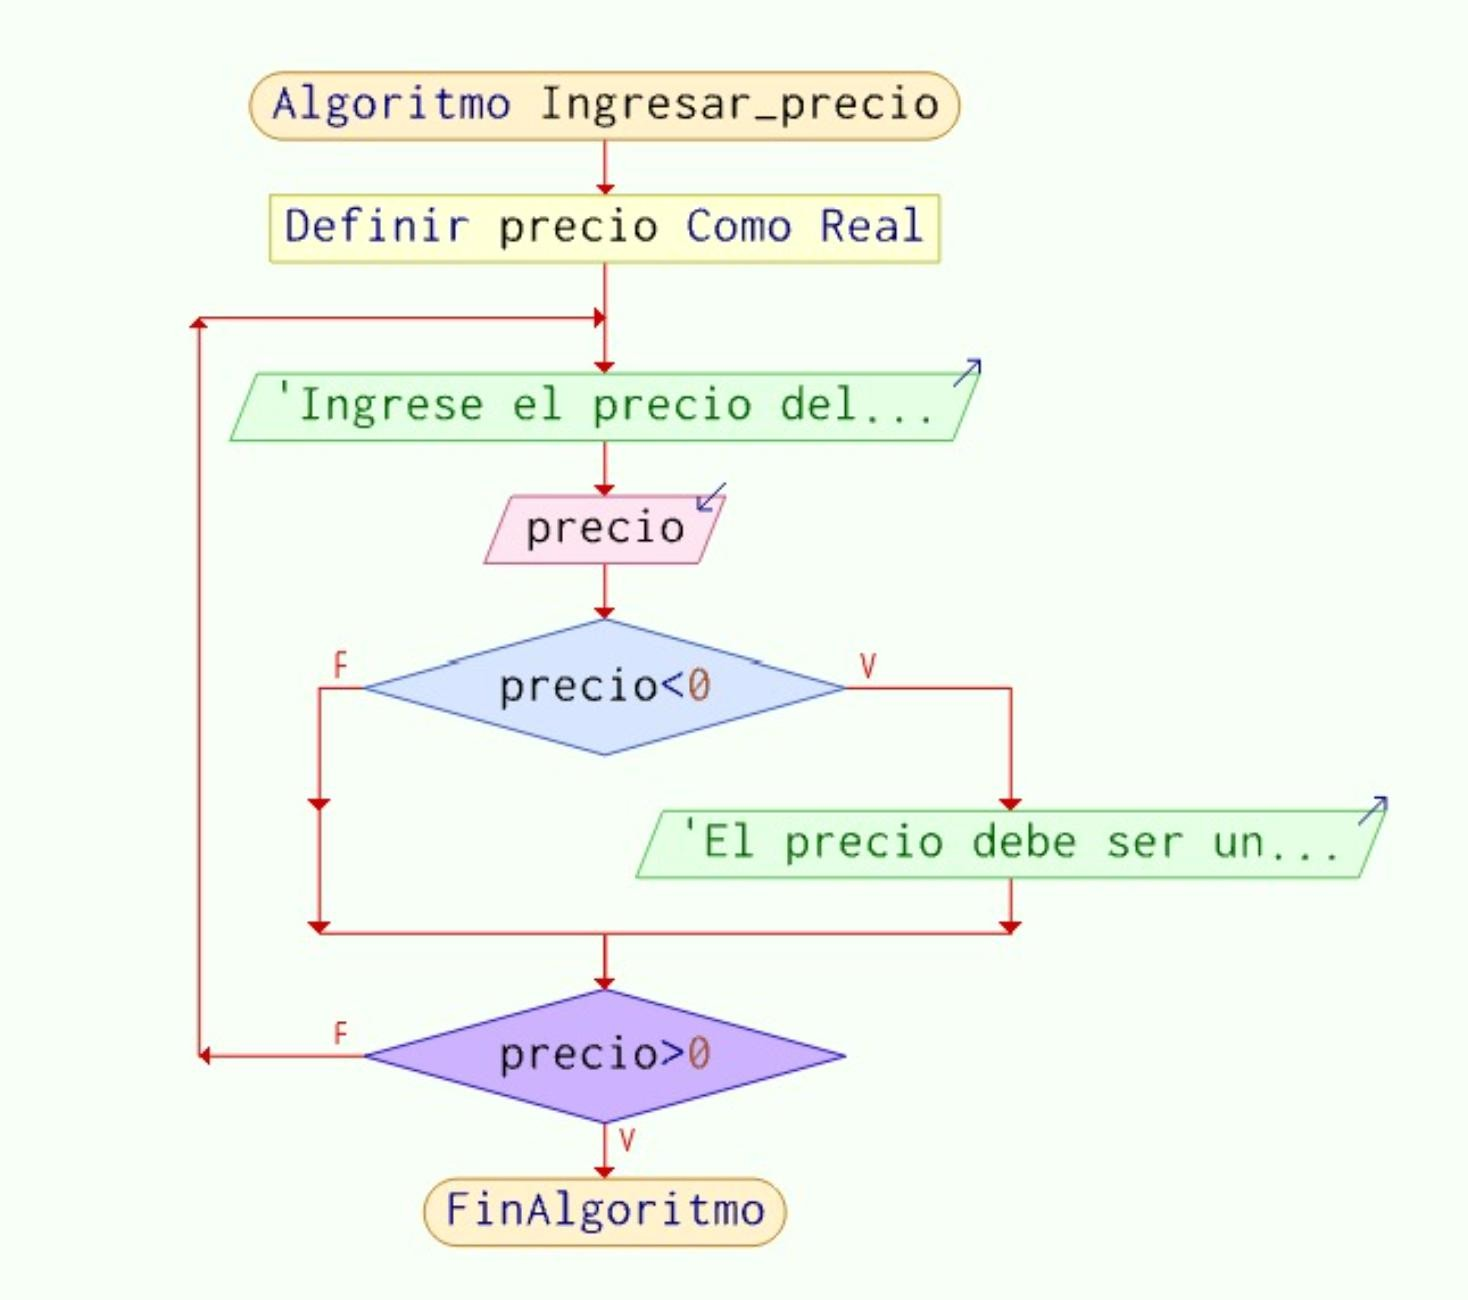 Algoritmo Ingresar_precio
Definir precio Como Real
'Ingrese el precio del...
precio
F
precio<0
V
'El precio debe ser un...
F
precio>0
V
FinAlgoritmo